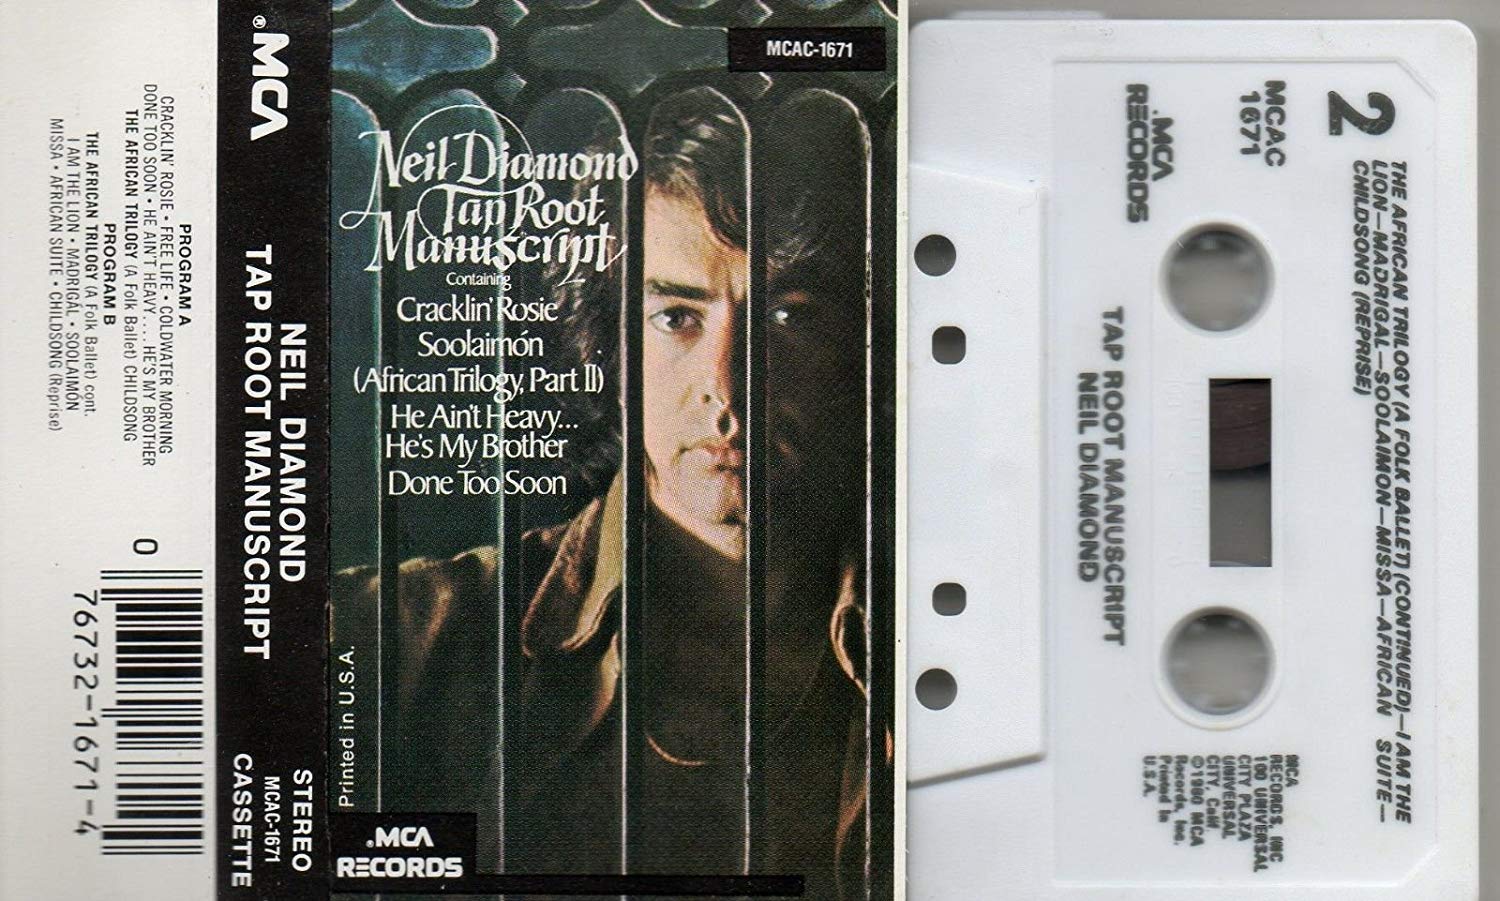 PROGRAM A
CRACKLIN' ROSIE • FREE LIFE • COLDWATER MORNING
DONE TOO SOON • HE AIN'T HEAVY.... HE'S MY BROTHER
THE AFRICAN TRILOGY (A Folk Ballet) CHILDSONG
PROGRAM B
THE AFRICAN TRILOGY (A Folk Ballet) cont.
I AM THE LION • MADRIGAL • SOOLAIMÓN
MISSA • AFRICAN SUITE • CHILDSONG (Reprise)
0
76732-1671-4
®MCA
NEIL DIAMOND
TAP ROOT MANUSCRIPT
STEREO
MCAC-1671
CASSETTE
MCAC-1671
Neil Diamond
Tap Root
Manuscript
Containing
Cracklin' Rosie
Soolaimón
(African Trilogy, Part II)
He Ain't Heavy...
He's My Brother
Done Too Soon
Printed in U.S.A.
MCA
RECORDS
2
THE AFRICAN TRILOGY (A FOLK BALLET) (CONTINUED)—I AM THE
LION—MADRIGAL—SOOLAIMON—MISSA—AFRICAN SUITE—
CHILDSONG (REPRISE)
MCAC
1671
MCA
RECORDS
TAP ROOT MANUSCRIPT
NEIL DIAMOND
MCA
RECORDS, INC
100 UNIVERSAL
CITY PLAZA
UNIVERSAL
CITY, Calif.
©1980 MCA
Records, Inc.
Printed in
U.S.A.